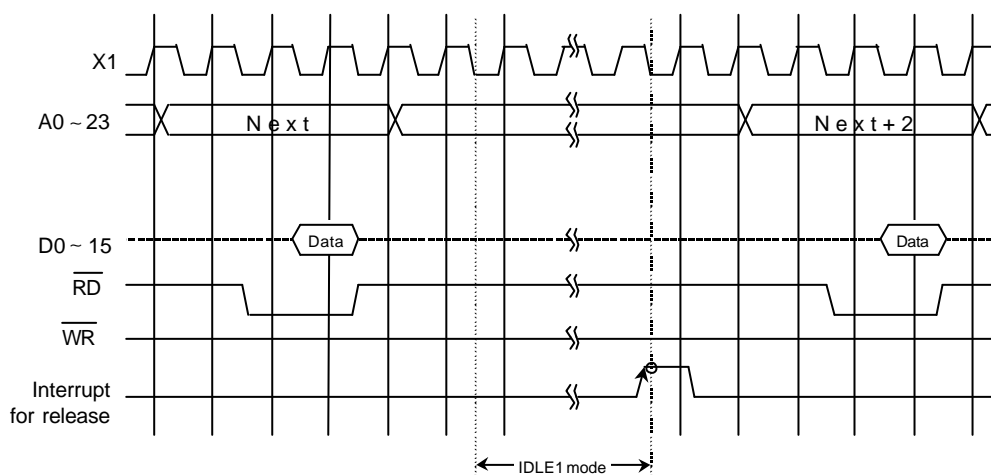 X1
A0 ~ 23
Next
Next+2
D0 ~ 15
Data
Data
RD
WR
Interrupt
for release
IDLE1 mode